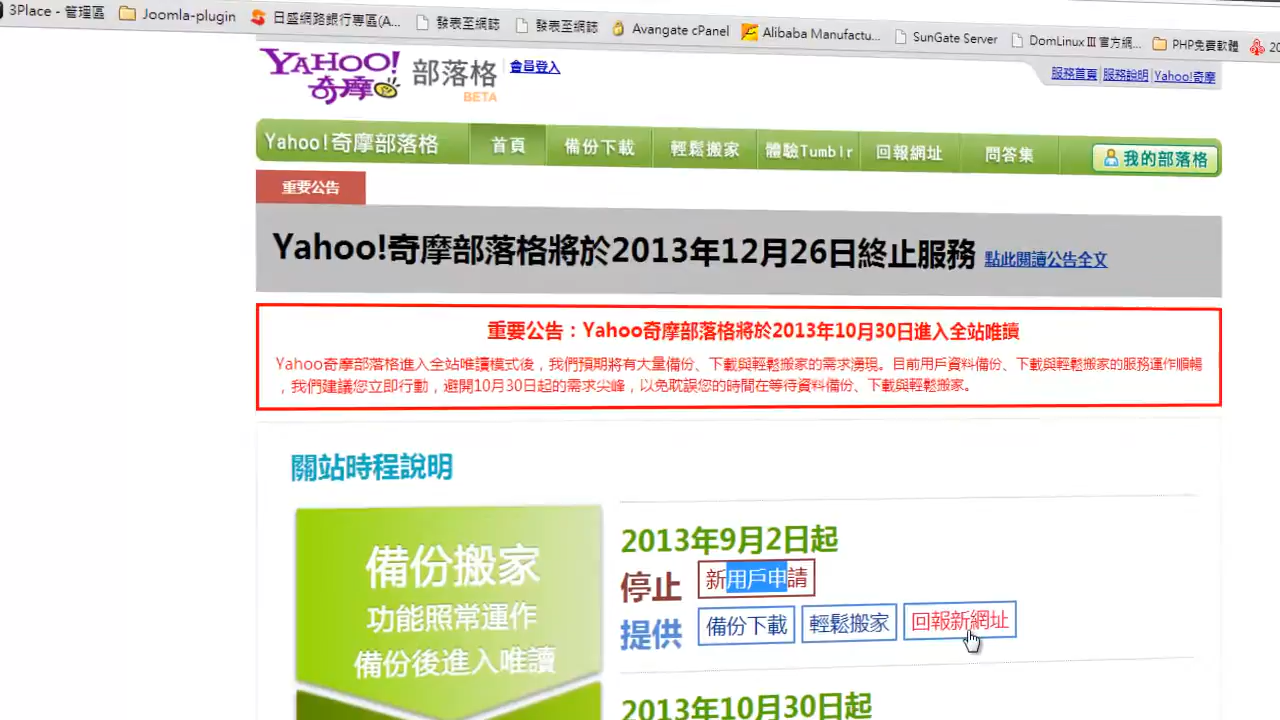 3Place - 管理區 Joomla-plugin 日盛網路銀行專區(A... 發表至網誌 發表至網誌 Avangate cPanel Alibaba Manufactu... SunGate Server DomLinuxⅢ官方網... PHP免費軟體 20
YAHOO! 奇摩 部落格 BETA 會員登入
服務首頁 服務說明 Yahoo!奇摩
Yahoo!奇摩部落格 首頁 備份下載 輕鬆搬家 體驗Tumblr 回報網址 問答集 我的部落格
重要公告
Yahoo!奇摩部落格將於2013年12月26日終止服務 點此閱讀公告全文
重要公告：Yahoo奇摩部落格將於2013年10月30日進入全站唯讀
Yahoo奇摩部落格進入全站唯讀模式後，我們預期將有大量備份、下載與輕鬆搬家的需求湧現。目前用戶資料備份、下載與輕鬆搬家的服務運作順暢
，我們建議您立即行動，避開10月30日起的需求尖峰，以免耽誤您的時間在等待資料備份、下載與輕鬆搬家。
關站時程說明
備份搬家
功能照常運作
備份後進入唯讀
2013年9月2日起
停止 新用戶申請
提供 備份下載 輕鬆搬家 回報新網址
2013年10月30日起